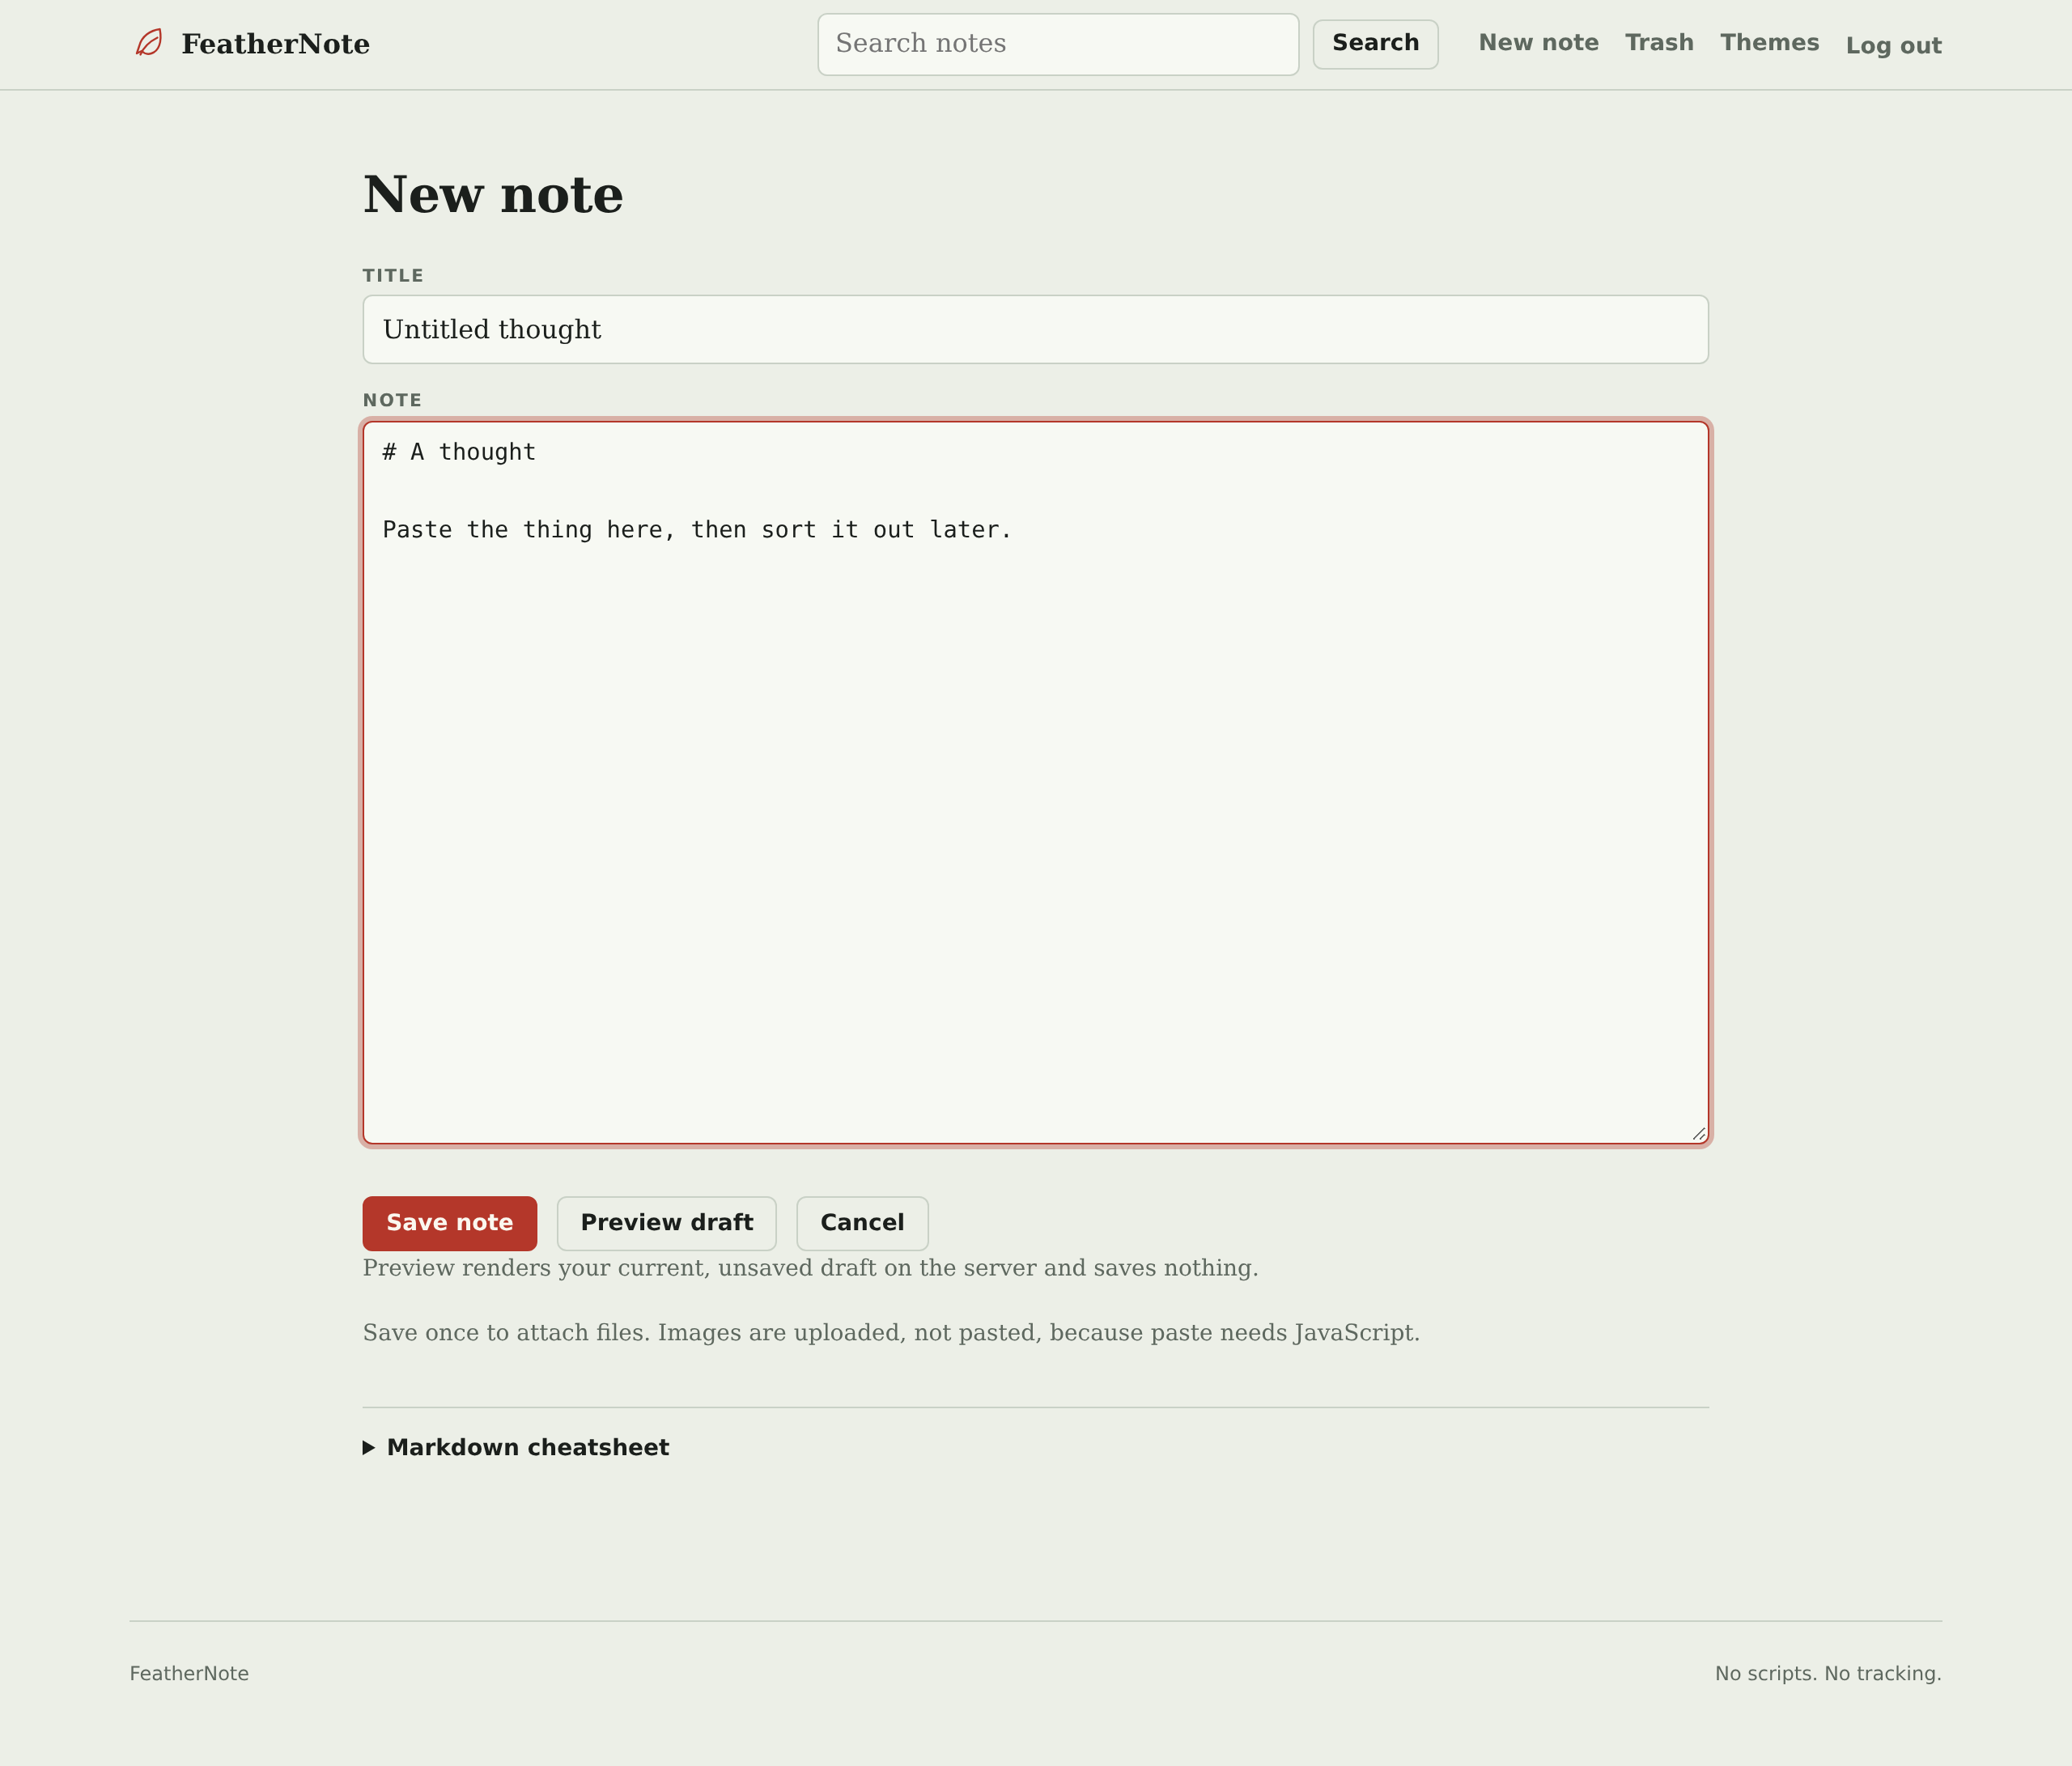 FeatherNote
Search notes
Search
New note
Trash
Themes
Log out
New note
TITLE
Untitled thought
NOTE
# A thought
Paste the thing here, then sort it out later.
Save note
Preview draft
Cancel
Preview renders your current, unsaved draft on the server and saves nothing.
Save once to attach files. Images are uploaded, not pasted, because paste needs JavaScript.
Markdown cheatsheet
FeatherNote
No scripts. No tracking.